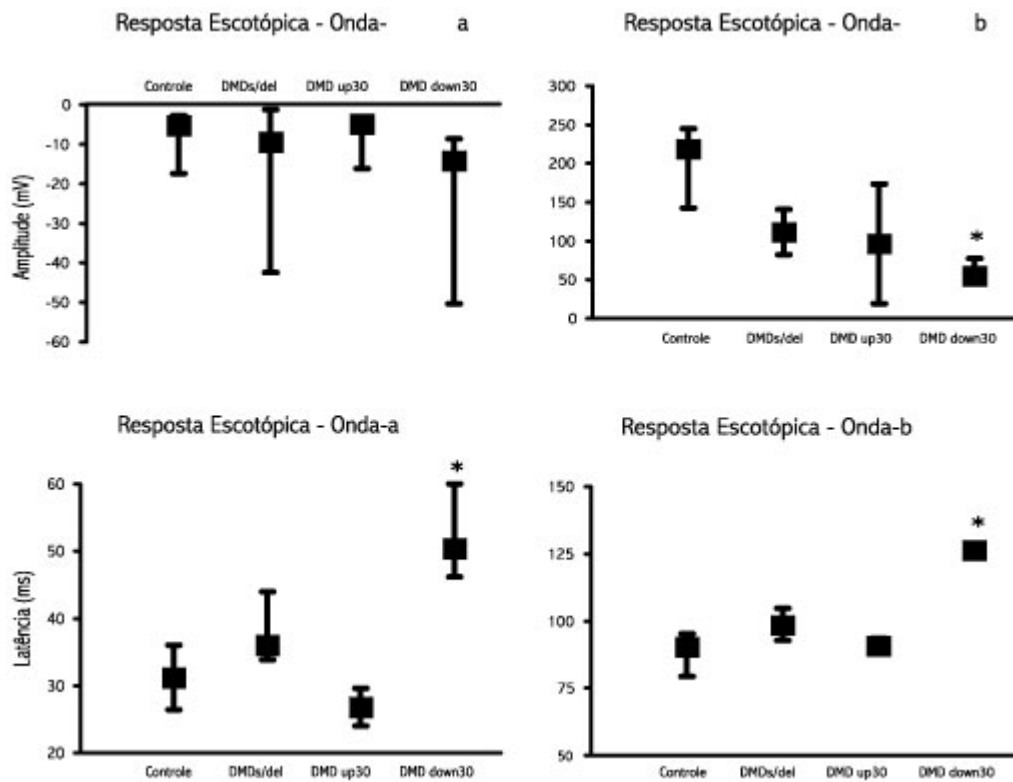 Resposta Escotópica - Onda- a
Controle DMDs/del DMD up30 DMD down30
0
-10
-20
-30
-40
-50
-60
Amplitude (mV)
Resposta Escotópica - Onda- b
300
250
200
150
100
50
0
*
Controle DMDs/del DMD up30 DMD down30
Resposta Escotópica - Onda-a
60
50
40
30
20
Latência (ms)
*
Controle DMDs/del DMD up30 DMD down30
Resposta Escotópica - Onda-b
150
125
100
75
50
*
Controle DMDs/del DMD up30 DMD down30